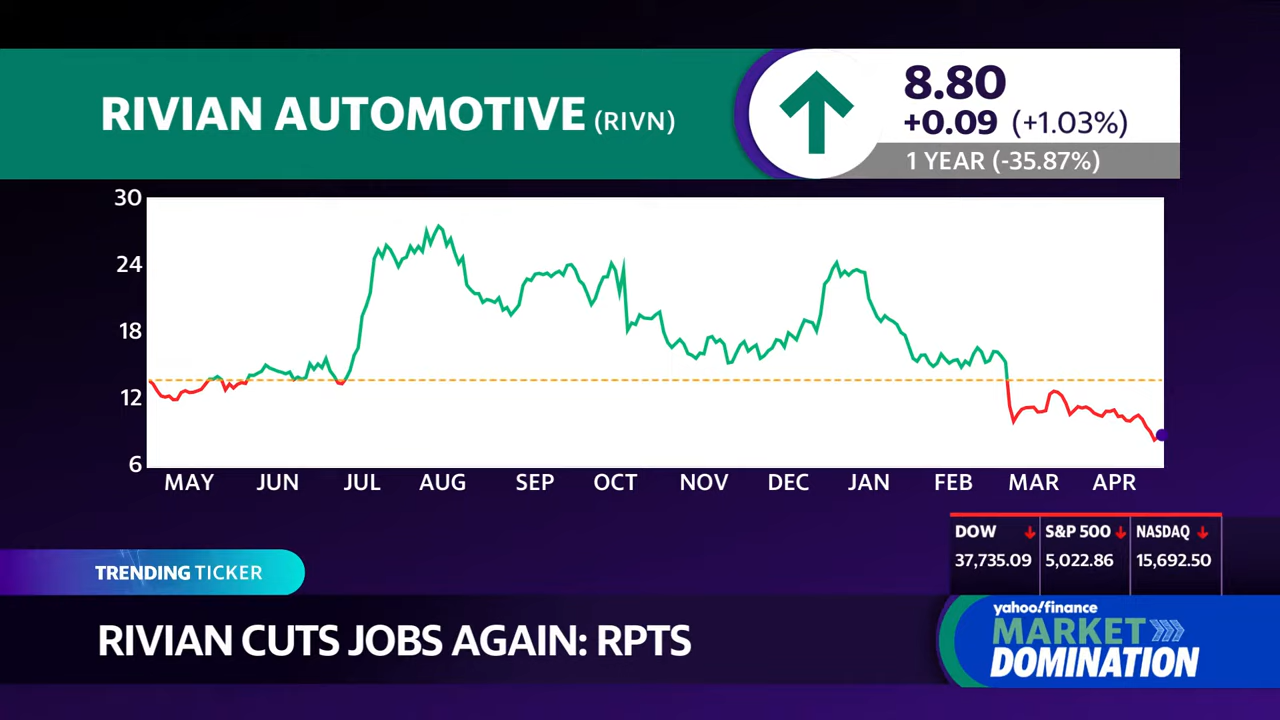 RIVIAN AUTOMOTIVE (RIVN)
8.80
+0.09 (+1.03%)
1 YEAR (-35.87%)
30
24
18
12
6
MAY JUN JUL AUG SEP OCT NOV DEC JAN FEB MAR APR
DOW S&P 500 NASDAQ
37,735.09 5,022.86 15,692.50
TRENDING TICKER
RIVIAN CUTS JOBS AGAIN: RPTS
yahoo!finance
MARKET
DOMINATION